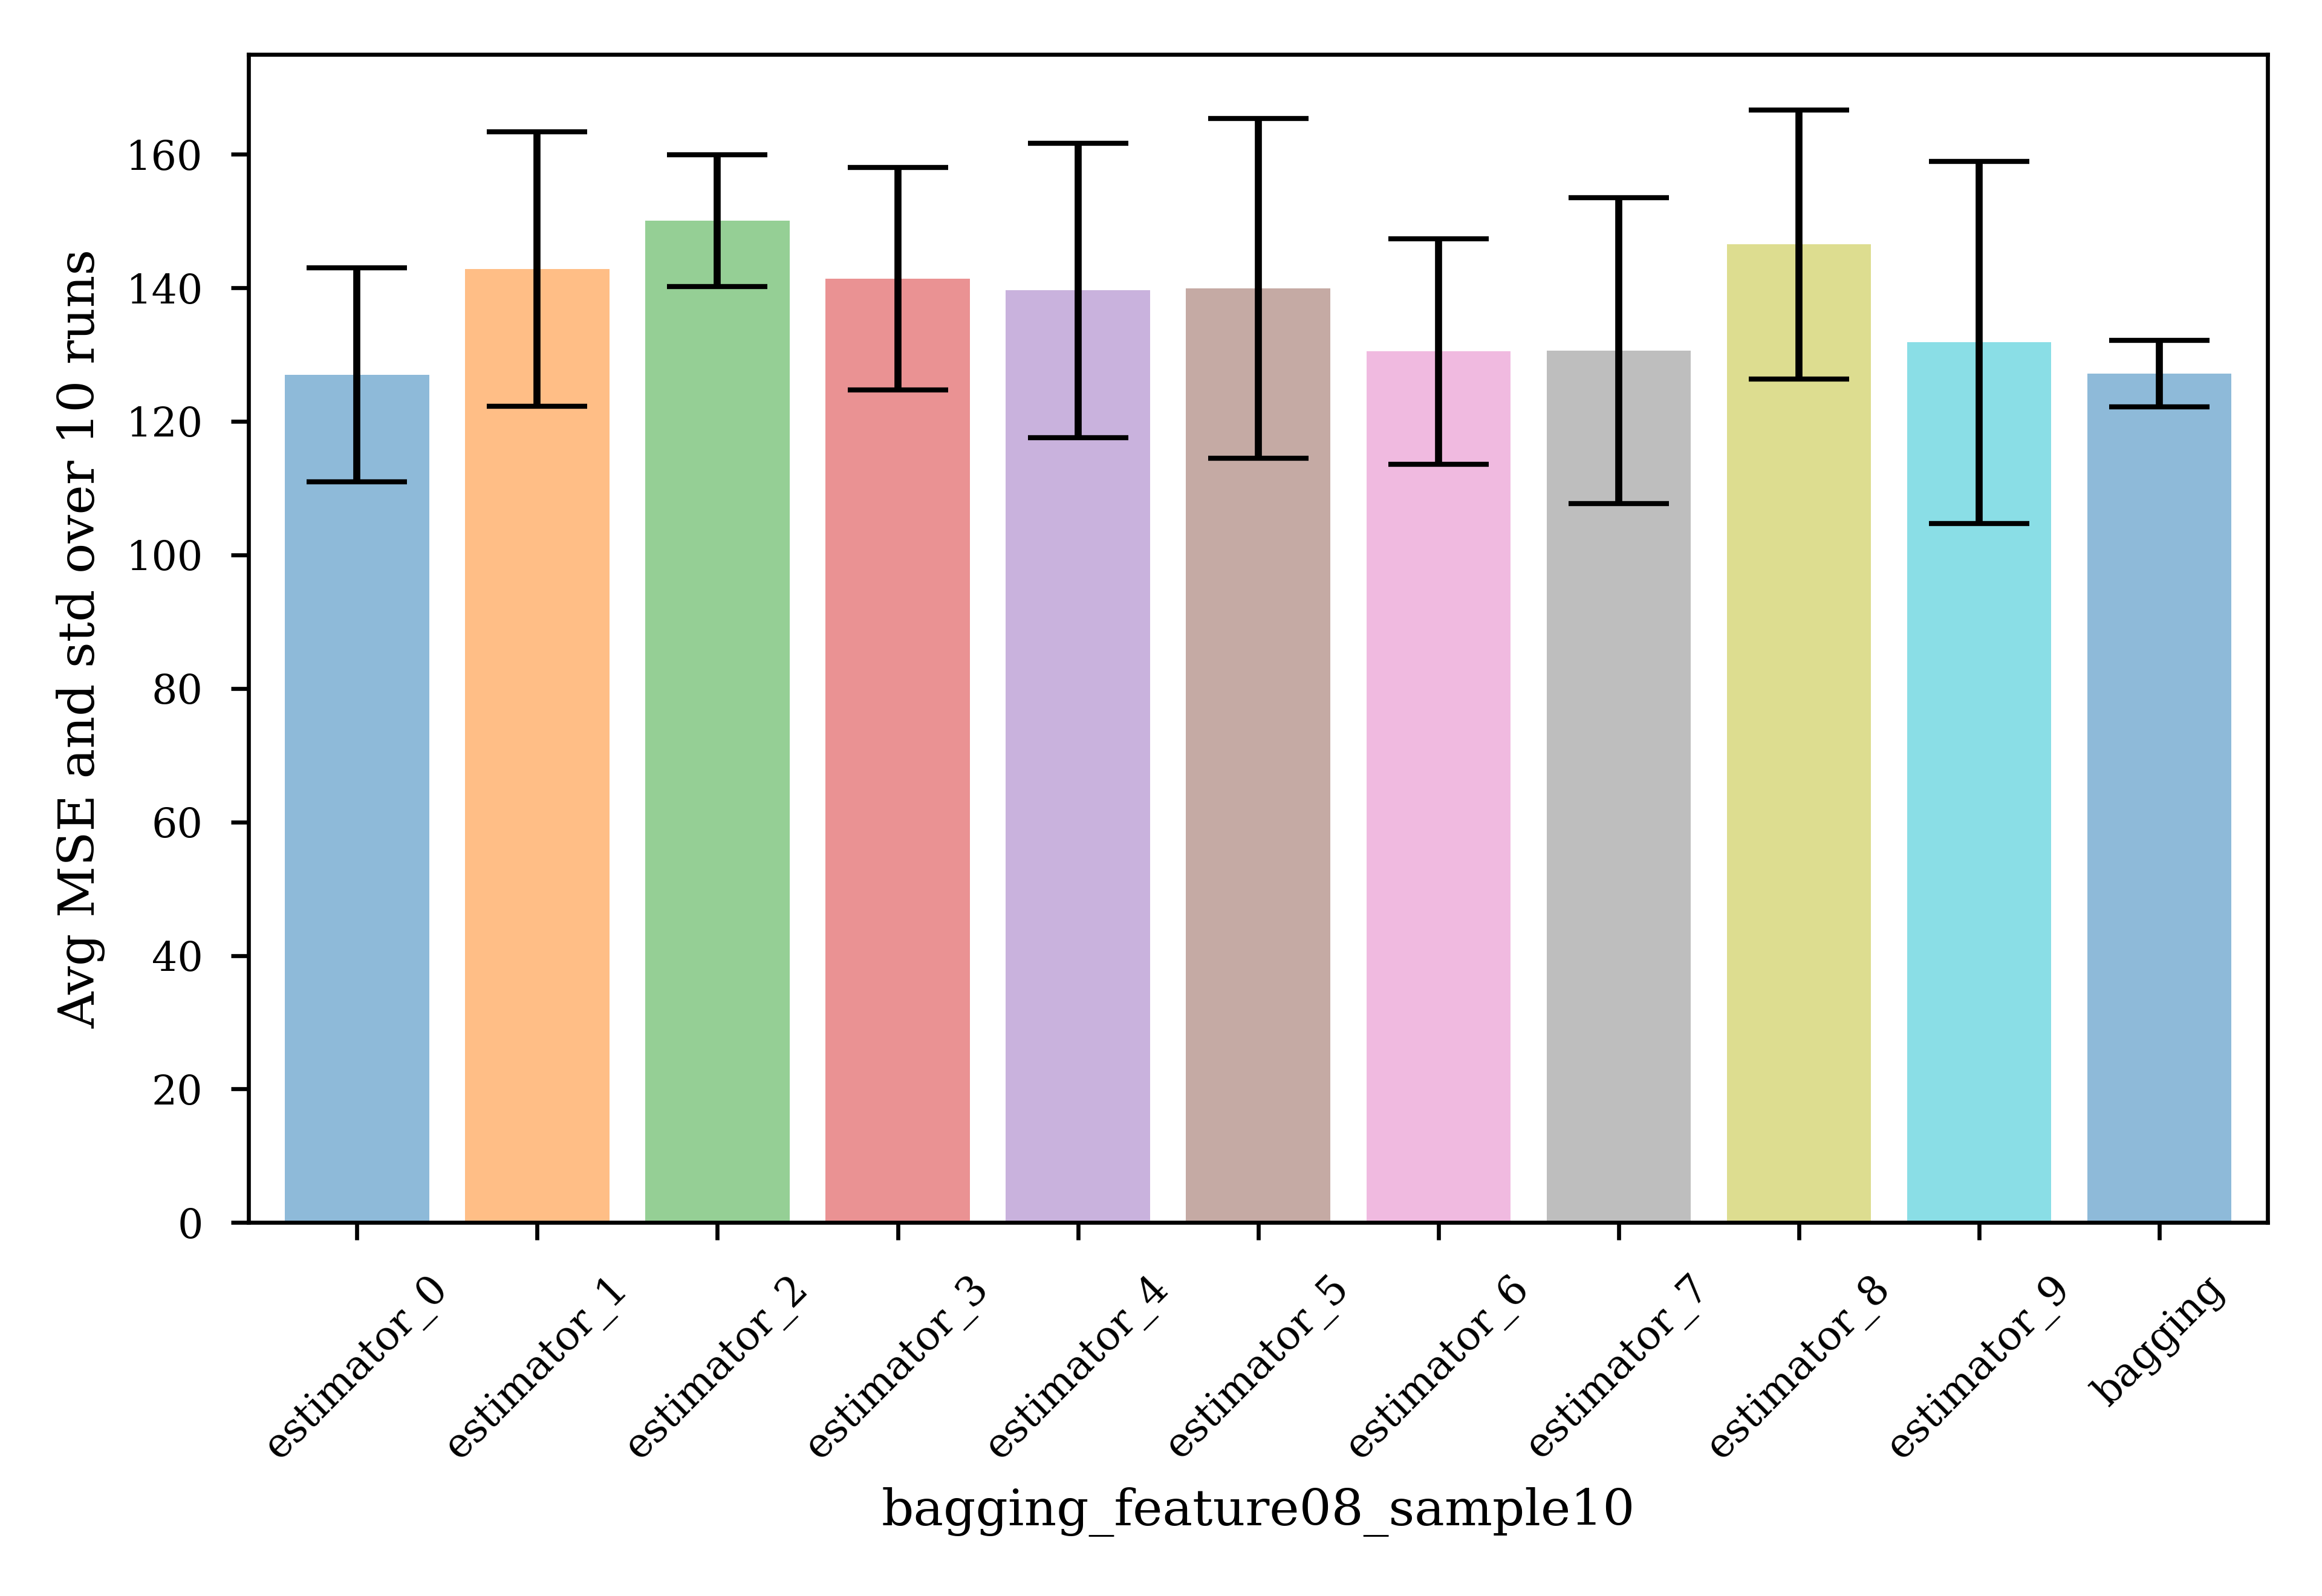 Avg MSE and std over 10 runs
160
140
120
100
80
60
40
20
0
estimator_0
estimator_1
estimator_2
estimator_3
estimator_4
estimator_5
estimator_6
estimator_7
estimator_8
estimator_9
bagging
bagging_feature08_sample10